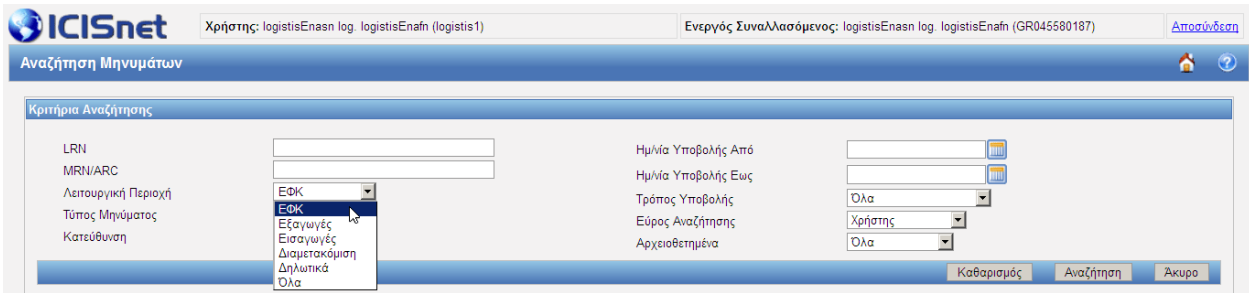 ICISnet Χρήστης: logistisEnasn log. logistisEnafn (logistis1) Ενεργός Συναλλασόμενος: logistisEnasn log. logistisEnafn (GR045580187) Αποσύνδεση
Αναζήτηση Μηνυμάτων
Κριτήρια Αναζήτησης
LRN
MRN/ARC
Λειτουργική Περιοχή ΕΦΚ
Τύπος Μηνύματος
Κατεύθυνση
ΕΦΚ
Εξαγωγές
Εισαγωγές
Διαμετακόμιση
Δηλωτικά
Όλα
Ημ/νία Υποβολής Από
Ημ/νία Υποβολής Εως
Τρόπος Υποβολής Όλα
Εύρος Αναζήτησης Χρήστης
Αρχειοθετημένα Όλα
Καθαρισμός Αναζήτηση Άκυρο